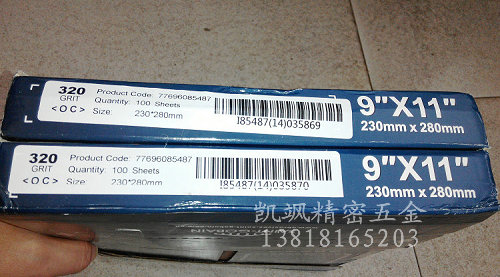 320
GRIT
<OC>
Product Code: 77696085487
Quantity: 100 Sheets
Size: 230*280mm
I85487(14)035869
9"X11"
230mm x 280mm
320
GRIT
<OC>
Product Code: 77696085487
Quantity: 100 Sheets
Size: 230*280mm
I85487(14)035870
9"X11"
230mm x 280mm
凯飒精密五金
13818165203